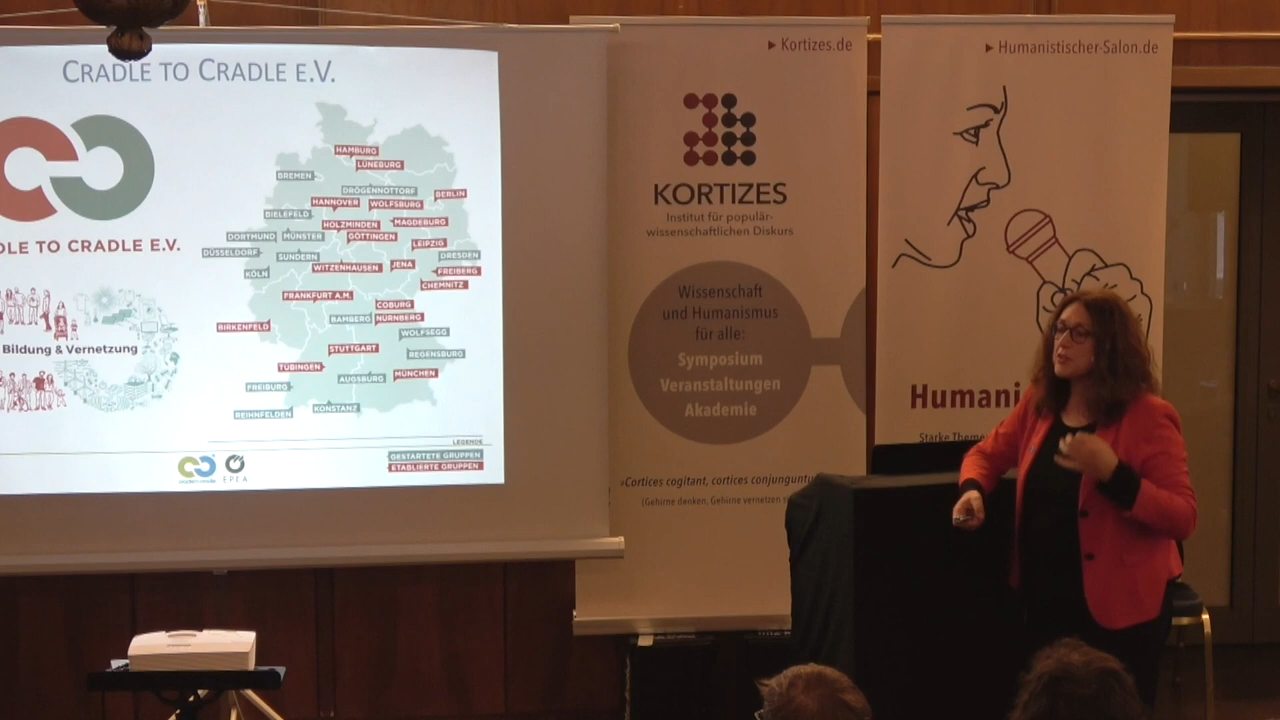 CRADLE TO CRADLE E.V.
DLE TO CRADLE E.V.
Bildung & Vernetzung
HAMBURG
LÜNEBURG
BREMEN
BERLIN
HANNOVER
WOLFSBURG
BIELEFELD
HOLZMINDEN
MAGDEBURG
DORTMUND
MÜNSTER
GÖTTINGEN
LEIPZIG
DÜSSELDORF
SUNDERN
DRESDEN
KÖLN
WITZENHAUSEN
JENA
FREIBERG
CHEMNITZ
FRANKFURT A.M.
COBURG
BAMBERG
NÜRNBERG
BIRKENFELD
WOLFSEGG
STUTTGART
REGENSBURG
TÜBINGEN
MÜNCHEN
FREIBURG
AUGSBURG
KONSTANZ
LEGENDE
GESTARTETE GRUPPEN
ETABLIERTE GRUPPEN
EPEA
▸ Kortizes.de
KORTIZES
Institut für populär-
wissenschaftlichen Diskurs
Wissenschaft
und Humanismus
für alle:
Symposium
Veranstaltungen
Akademie
»Cortices cogitant, cortices conjunguntu
(Gehirne denken, Gehirne vernetzen s
▸ Humanistischer-Salon.de
Humani
Starke Theme